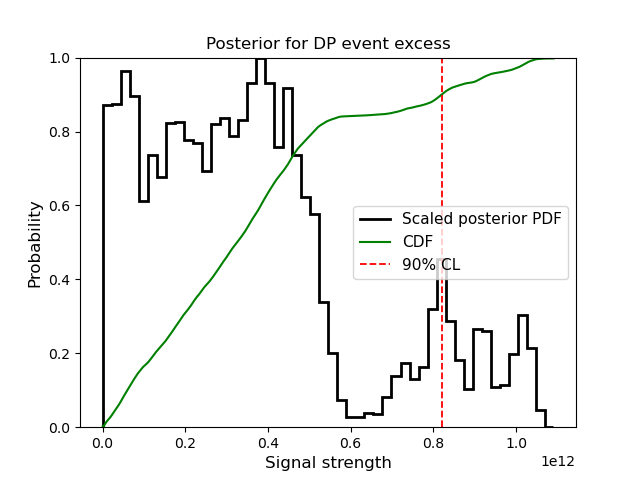 Posterior for DP event excess
Probability
1.0
0.8
0.6
0.4
0.2
0.0
Scaled posterior PDF
CDF
90% CL
0.0 0.2 0.4 0.6 0.8 1.0
1e12
Signal strength